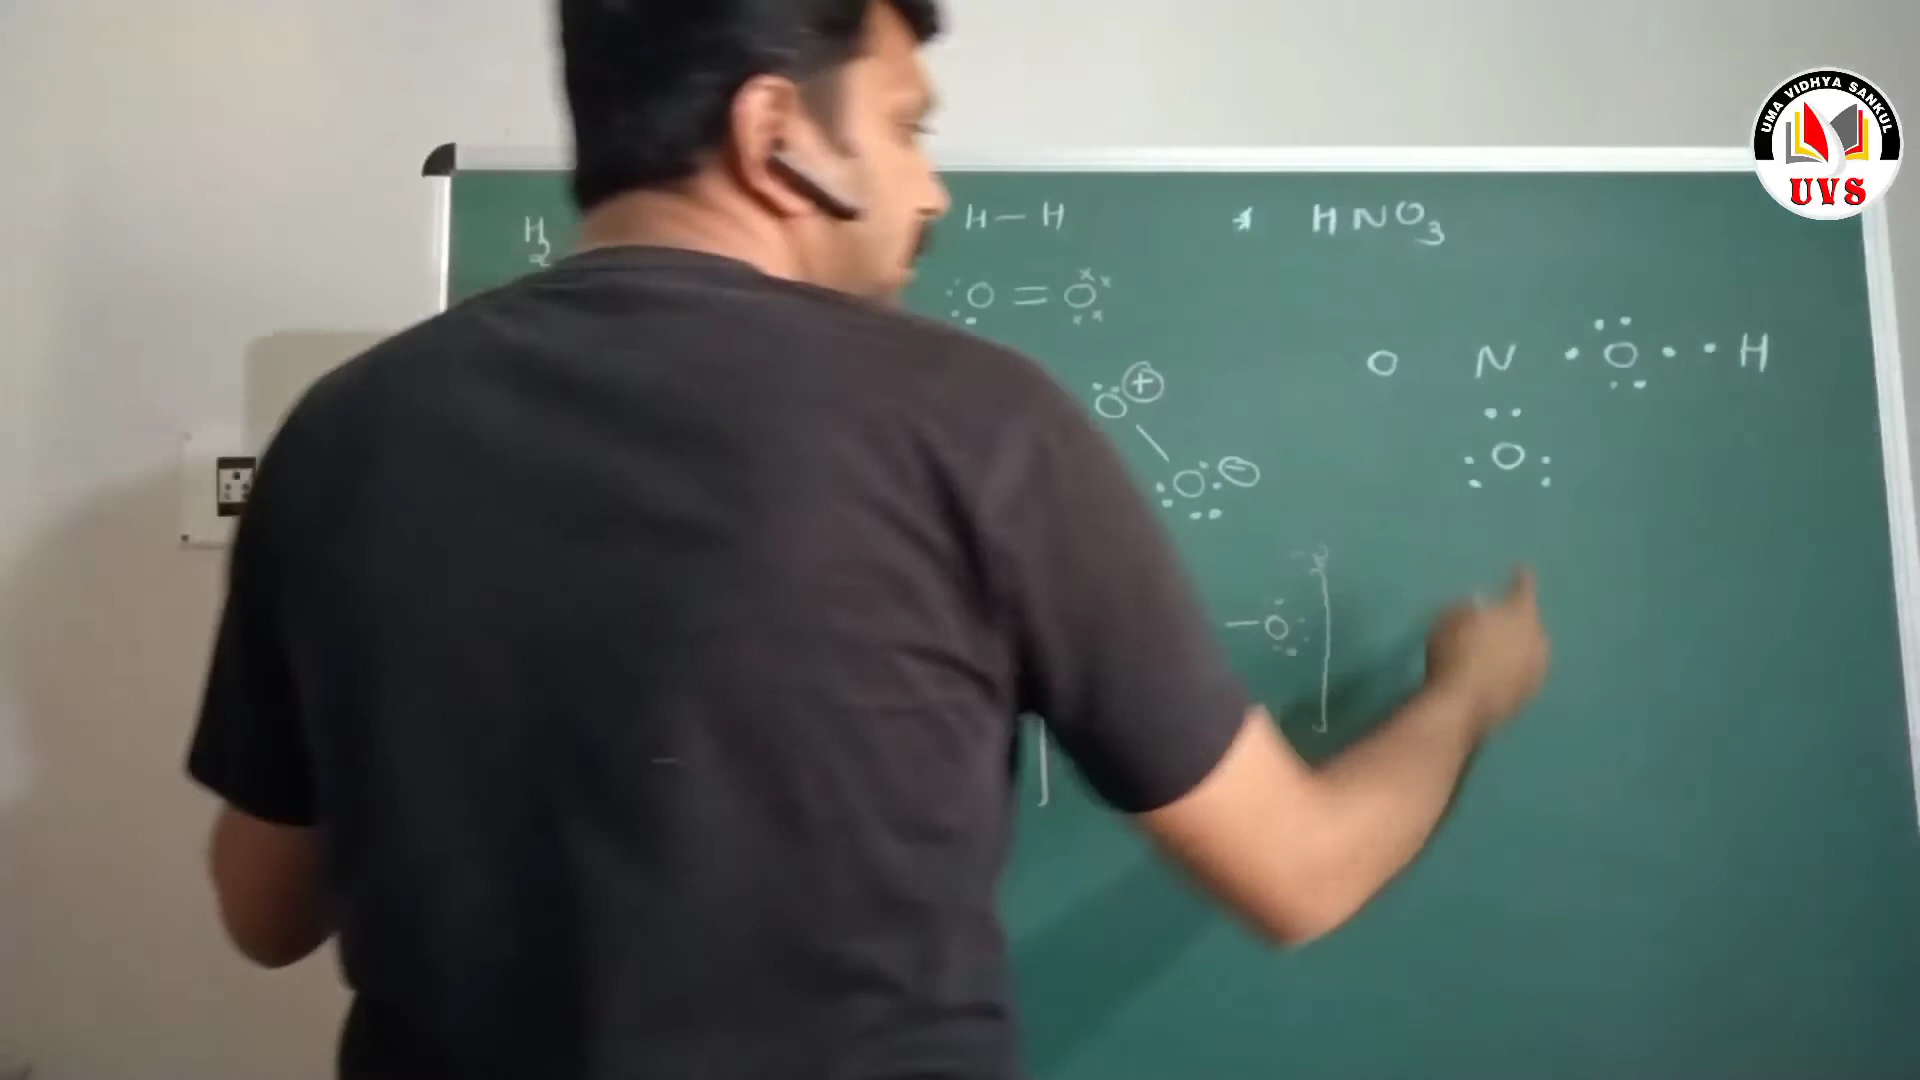 UMA VIDHYA SANKUL
UVS
H2
H — H
* HNO3
O = O
O +
O -
— O
O N O H
O